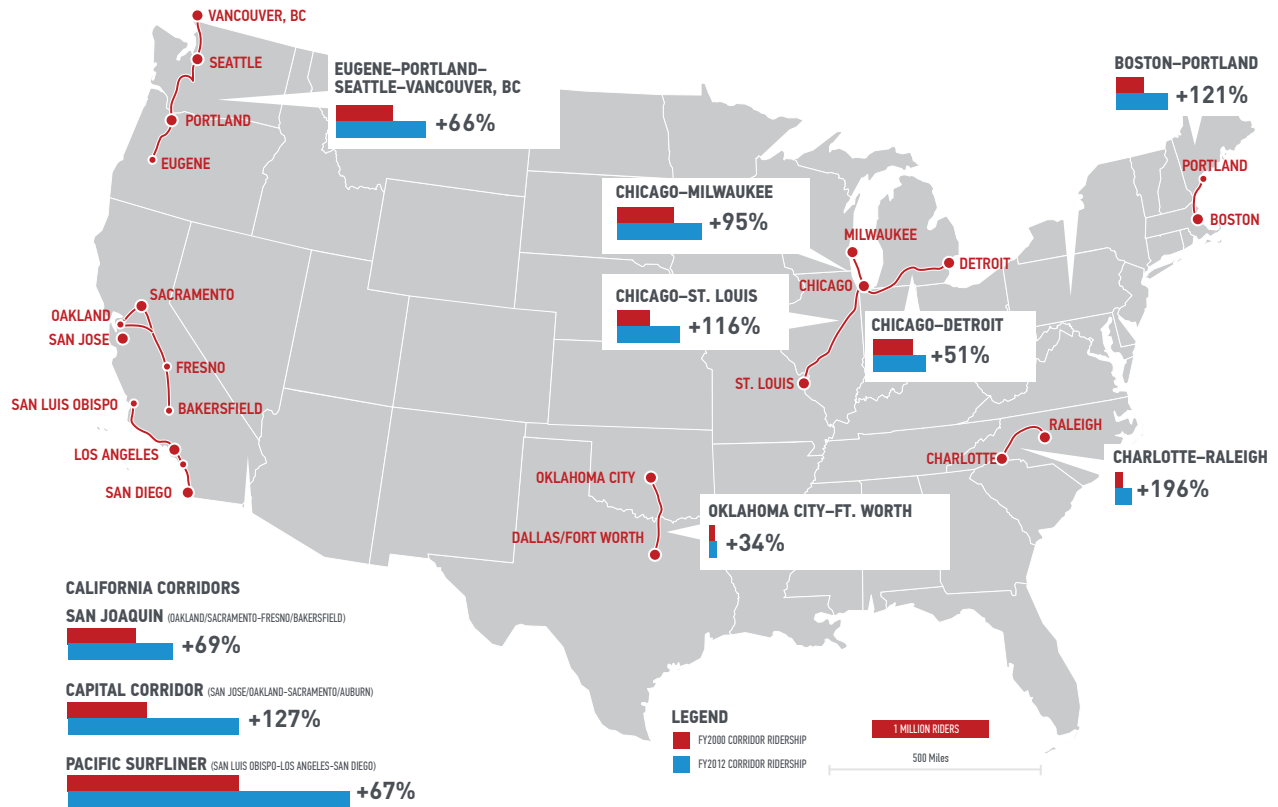 VANCOUVER, BC
SEATTLE
PORTLAND
EUGENE
EUGENE–PORTLAND–
SEATTLE–VANCOUVER, BC
+66%
BOSTON–PORTLAND
+121%
PORTLAND
BOSTON
CHICAGO–MILWAUKEE
+95%
MILWAUKEE
DETROIT
CHICAGO
CHICAGO–ST. LOUIS
+116%
CHICAGO–DETROIT
+51%
ST. LOUIS
SACRAMENTO
OAKLAND
SAN JOSE
FRESNO
SAN LUIS OBISPO
BAKERSFIELD
LOS ANGELES
SAN DIEGO
RALEIGH
CHARLOTTE
CHARLOTTE–RALEIGH
+196%
OKLAHOMA CITY
DALLAS/FORT WORTH
OKLAHOMA CITY–FT. WORTH
+34%
CALIFORNIA CORRIDORS
SAN JOAQUIN (OAKLAND/SACRAMENTO-FRESNO/BAKERSFIELD)
+69%
CAPITAL CORRIDOR (SAN JOSE/OAKLAND-SACRAMENTO/AUBURN)
+127%
PACIFIC SURFLINER (SAN LUIS OBISPO-LOS ANGELES-SAN DIEGO)
+67%
LEGEND
FY2000 CORRIDOR RIDERSHIP
FY2012 CORRIDOR RIDERSHIP
1 MILLION RIDERS
500 Miles